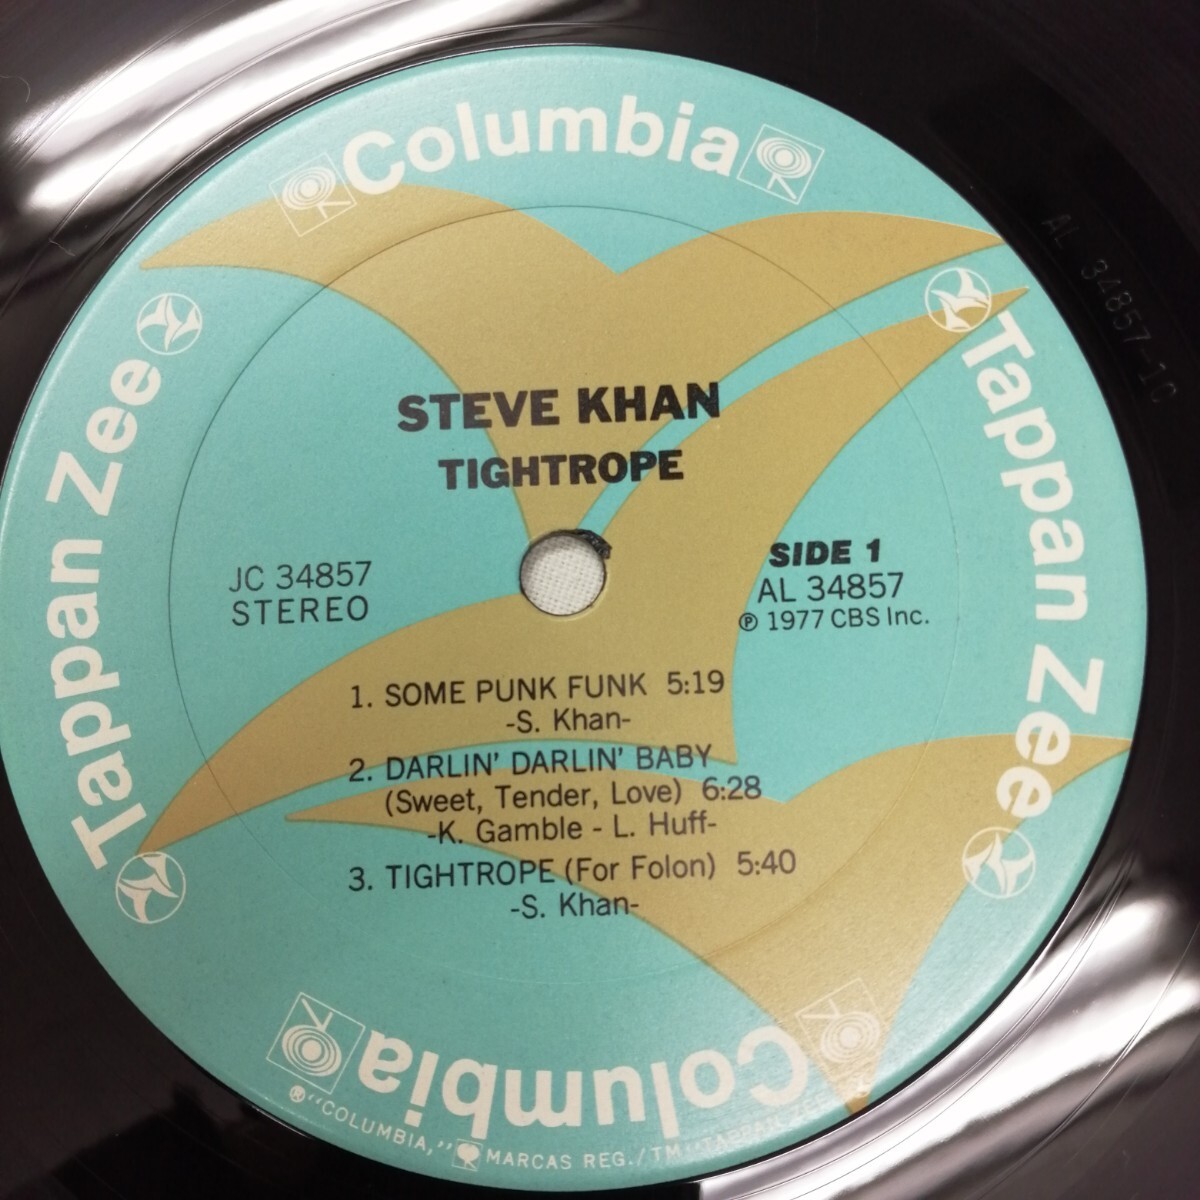 Columbia
Tappan Zee
Tappan Zee
STEVE KHAN
TIGHTROPE
JC 34857
STEREO
SIDE 1
AL 34857
℗ 1977 CBS Inc.
1. SOME PUNK FUNK 5:19
-S. Khan-
2. DARLIN' DARLIN' BABY
(Sweet, Tender, Love) 6:28
-K. Gamble - L. Huff-
3. TIGHTROPE (For Folon) 5:40
-S. Khan-
Columbia
®"COLUMBIA," MARCAS REG./TM "TAPPAN
AL 34857-1C